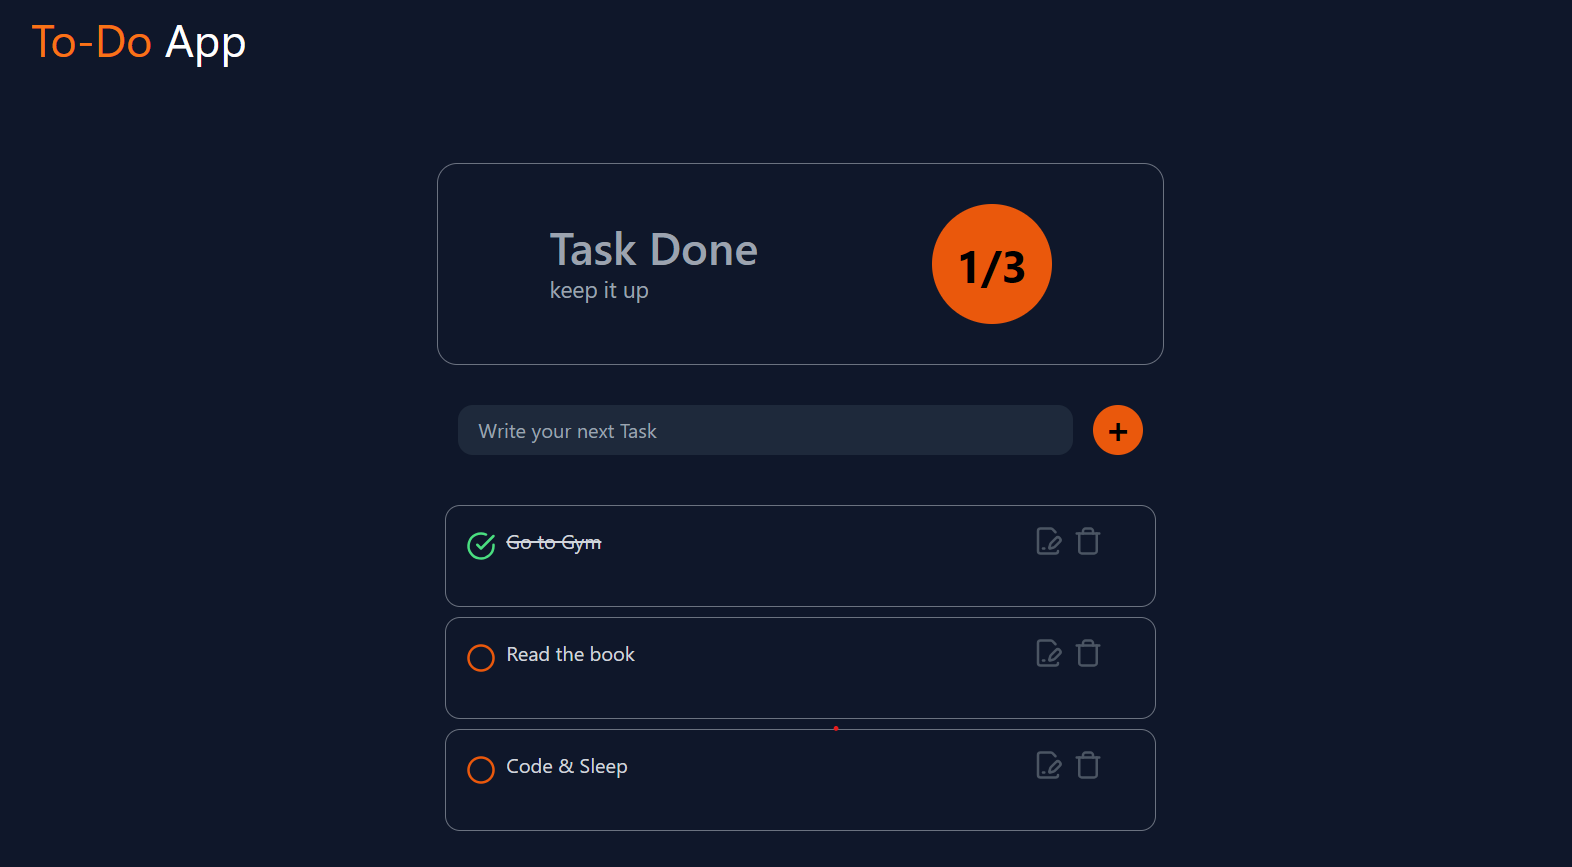 To-Do App
Task Done
keep it up
1/3
Write your next Task
+
Go to Gym
Read the book
Code & Sleep